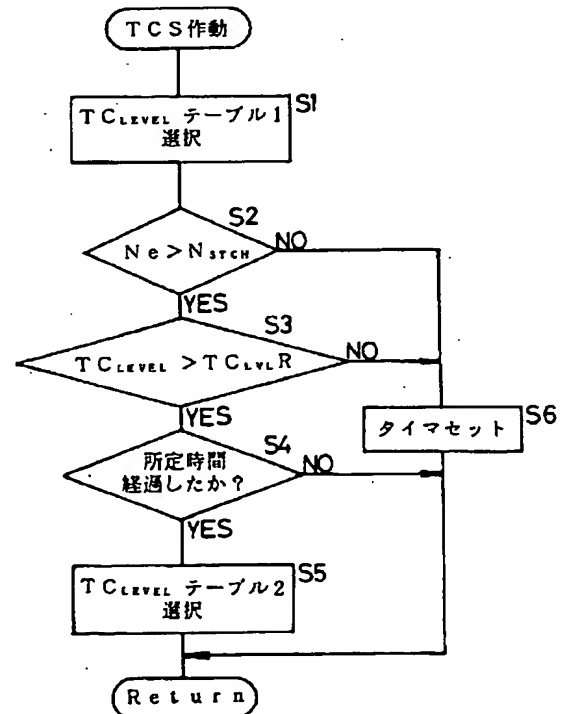 TCS作動
TCLEVEL テーブル1
選択
S1
S2
Ne>NSTCH
NO
YES
S3
TCLEVEL >TCLVLR
NO
YES
S4
所定時間
経過したか?
NO
YES
タイマセット
S6
TCLEVEL テーブル2
選択
S5
Return